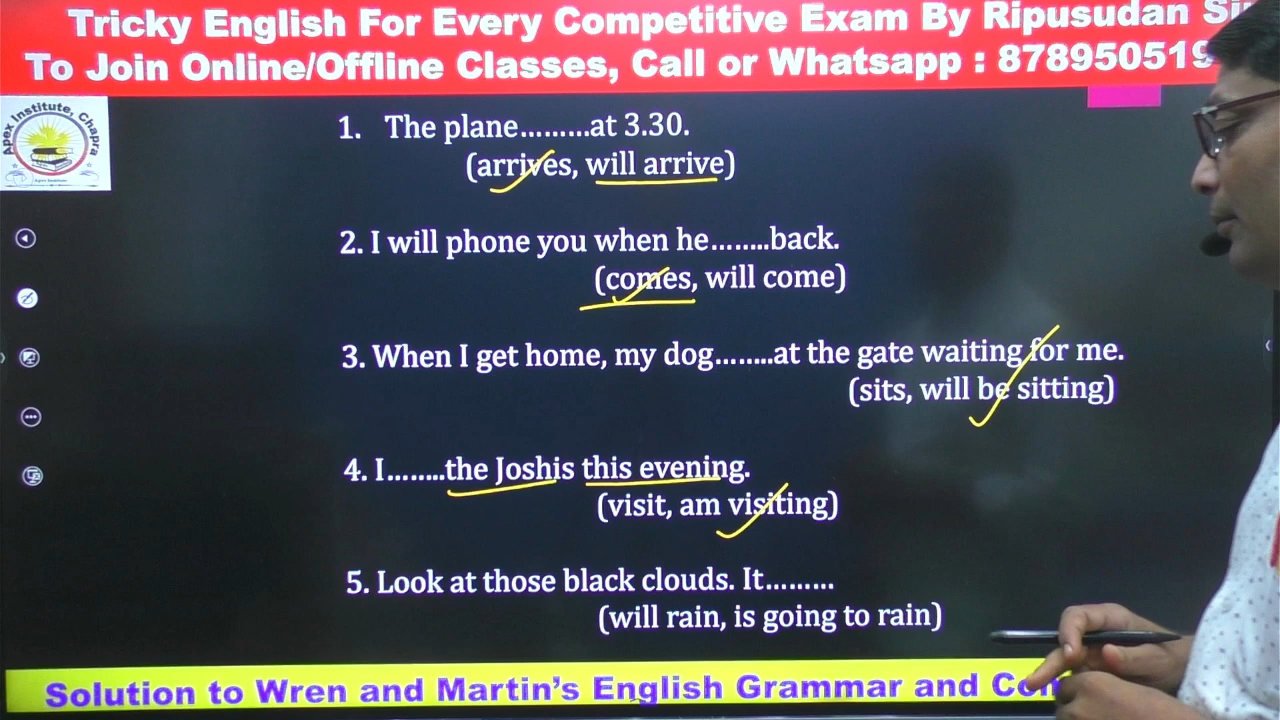 Tricky English For Every Competitive Exam By Ripusudan
To Join Online/Offline Classes, Call or Whatsapp : 878950519
Apex Institute, Chapra
1. The plane.........at 3.30.
(arrives, will arrive)
2. I will phone you when he........back.
(comes, will come)
3. When I get home, my dog........at the gate waiting for me.
(sits, will be sitting)
4. I........the Joshis this evening.
(visit, am visiting)
5. Look at those black clouds. It.........
(will rain, is going to rain)
Solution to Wren and Martin's English Grammar and